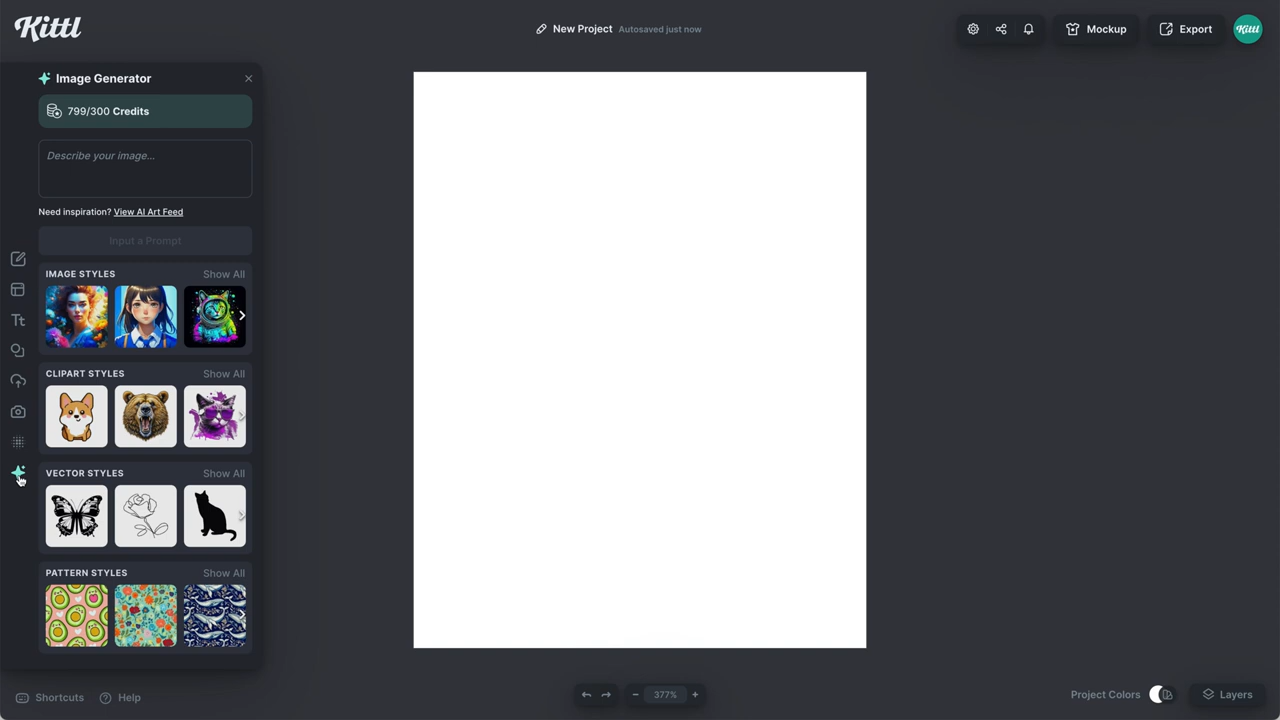 Kittl
New Project Autosaved just now
Mockup
Export
Kittl
Image Generator
799/300 Credits
Describe your image...
Need inspiration? View AI Art Feed
Input a Prompt
IMAGE STYLES Show All
CLIPART STYLES Show All
VECTOR STYLES Show All
PATTERN STYLES Show All
Tt
Shortcuts
Help
377%
Project Colors
Layers